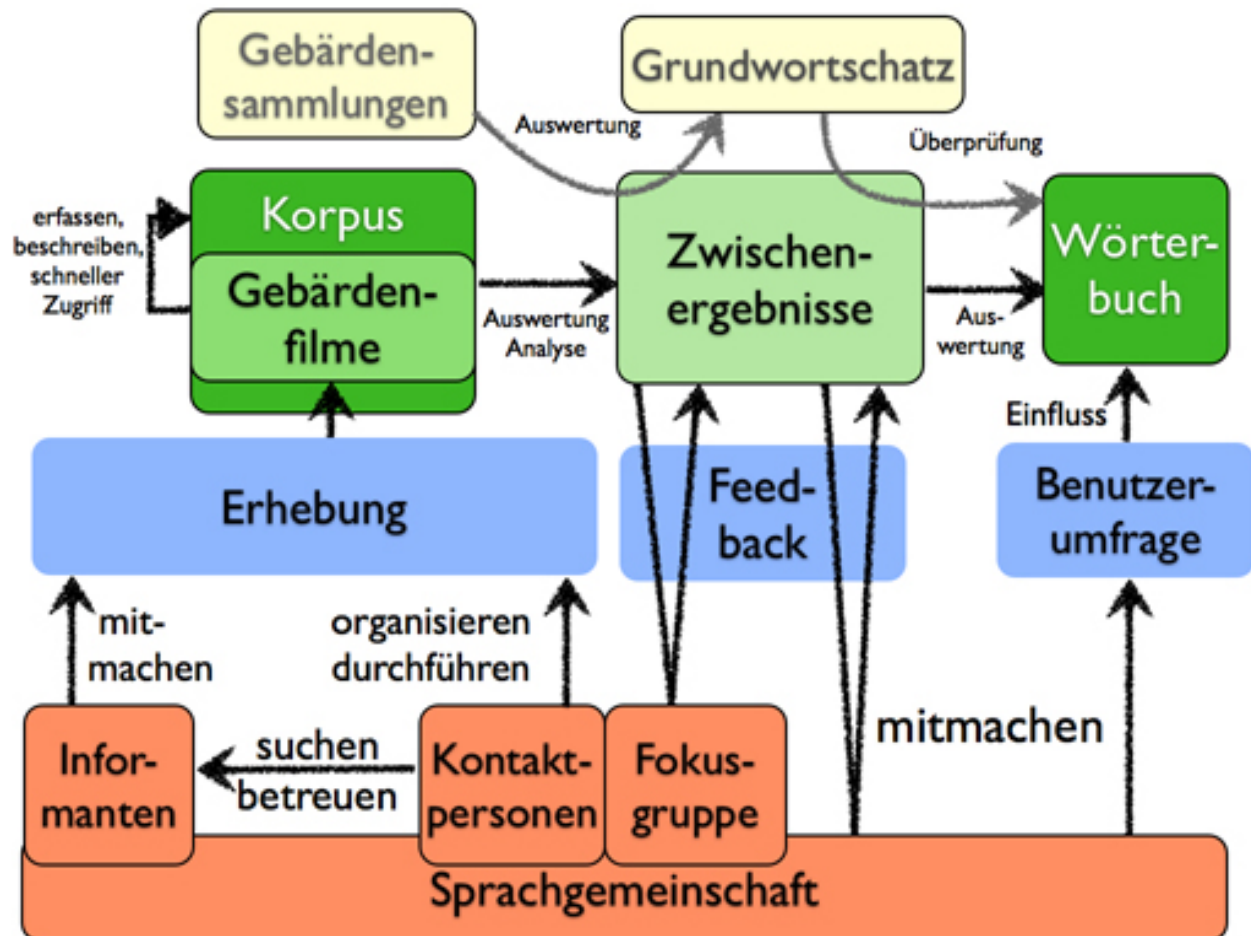 Gebärden-
sammlungen
Grundwortschatz
Auswertung
Überprüfung
erfassen,
beschreiben,
schneller
Zugriff
Korpus
Gebärden-
filme
Auswertung
Analyse
Zwischen-
ergebnisse
Aus-
wertung
Wörter-
buch
Einfluss
Erhebung
Feed-
back
Benutzer-
umfrage
mit-
machen
organisieren
durchführen
mitmachen
Infor-
manten
suchen
betreuen
Kontakt-
personen
Fokus-
gruppe
Sprachgemeinschaft